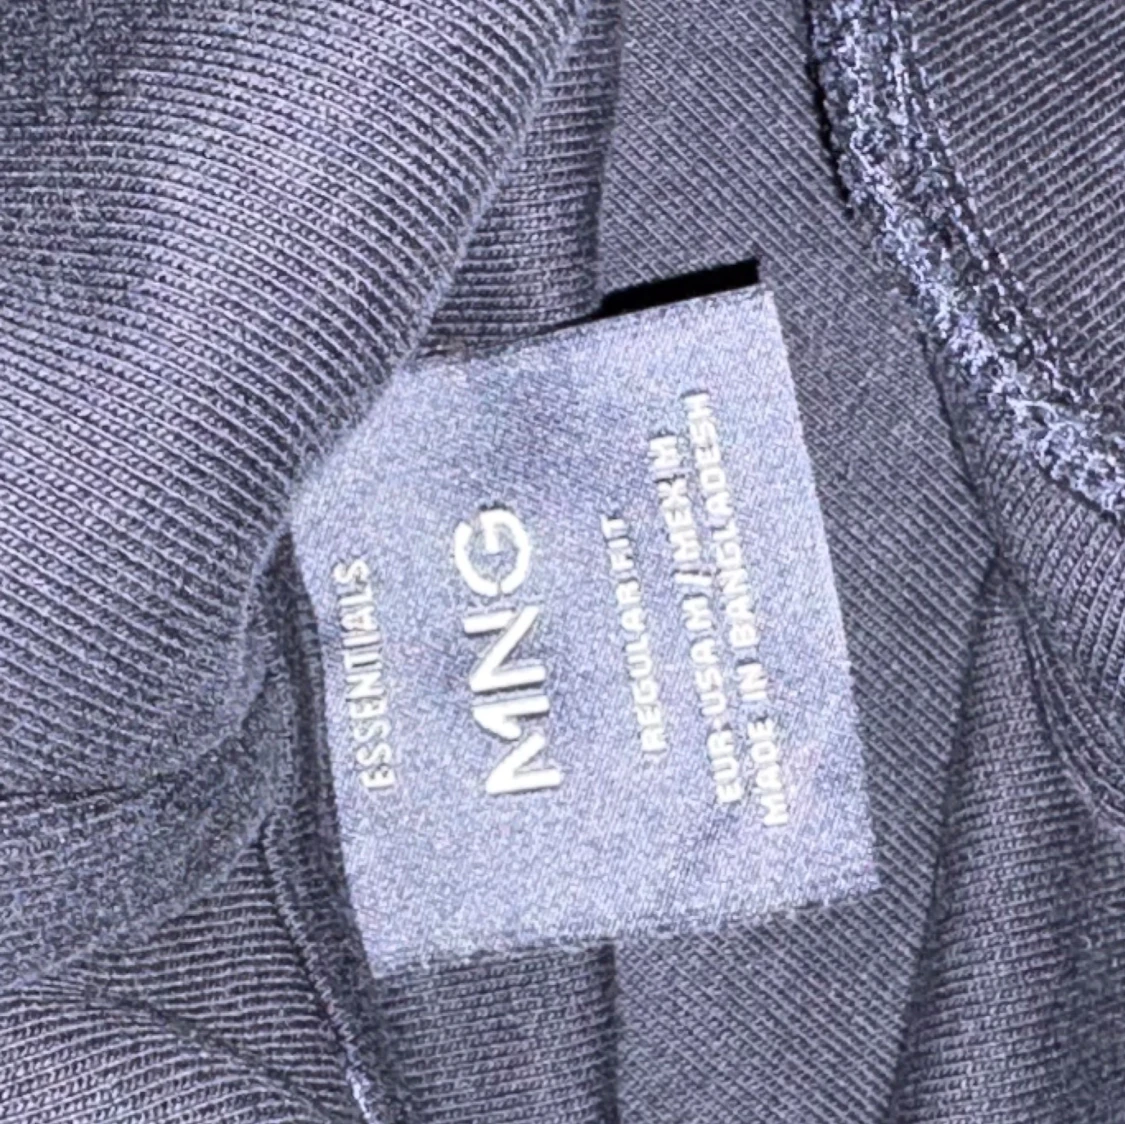 ESSENTIALS
MNG
REGULAR FIT
EUR-USA M / MEX M
MADE IN BANGLADESH